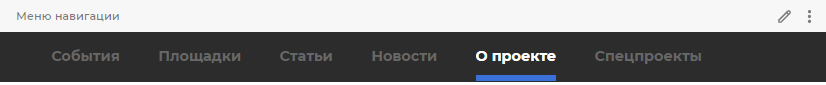 Меню навигации
События Площадки Статьи Новости О проекте Спецпроекты